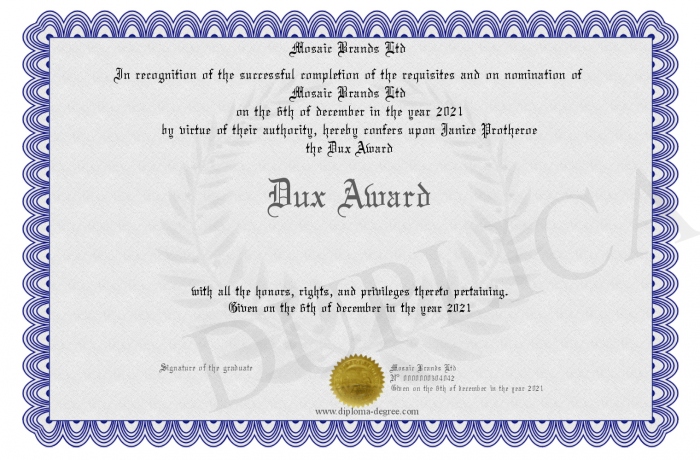 Mosaic Brands Ltd
In recognition of the successful completion of the requisites and on nomination of
Mosaic Brands Ltd
on the 6th of december in the year 2021
by virtue of their authority, hereby confers upon Janice Protheroe
the Dux Award
Dux Award
with all the honors, rights, and privileges thereto pertaining.
Given on the 6th of december in the year 2021
Signature of the graduate
Mosaic Brands Ltd
Given on the 6th of december in the year 2021
www.diploma-degree.com
DUPLICA